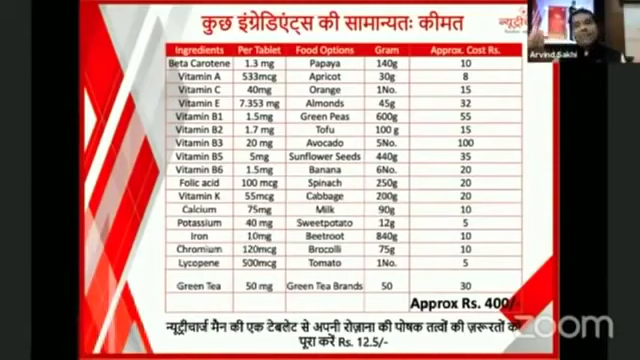 कुछ इंग्रेडिएंट्स की सामान्यतः कीमत
Arvind Sakhi
Ingredients Per Tablet Food Options Gram Approx. Cost Rs.
Beta Carotene 1.3 mg Papaya 140g 10
Vitamin A 533mcg Apricot 30g 8
Vitamin C 40mg Orange 1No. 15
Vitamin E 7.353 mg Almonds 45g 32
Vitamin B1 1.5mg Green Peas 600g 55
Vitamin B2 1.7 mg Tofu 100 g 15
Vitamin B3 20 mg Avocado 5No. 100
Vitamin B5 5mg Sunflower Seeds 440g 35
Vitamin B6 1.5mg Banana 6No. 20
Folic acid 100 mcg Spinach 250g 20
Vitamin K 55mcg Cabbage 200g 20
Calcium 75mg Milk 90g 10
Potassium 40 mg Sweetpotato 12g 5
Iron 10mg Beetroot 840g 10
Chromium 120mcg Brocolli 75g 10
Lycopene 500mcg Tomato 1No. 5
Green Tea 50 mg Green Tea Brands 50 30
Approx Rs. 400/-
न्यूट्रीचार्ज मैन की एक टेबलेट से अपनी रोज़ाना की पोषक तत्वों की ज़रूरतों को
पूरा करें Rs. 12.5/-
zoom